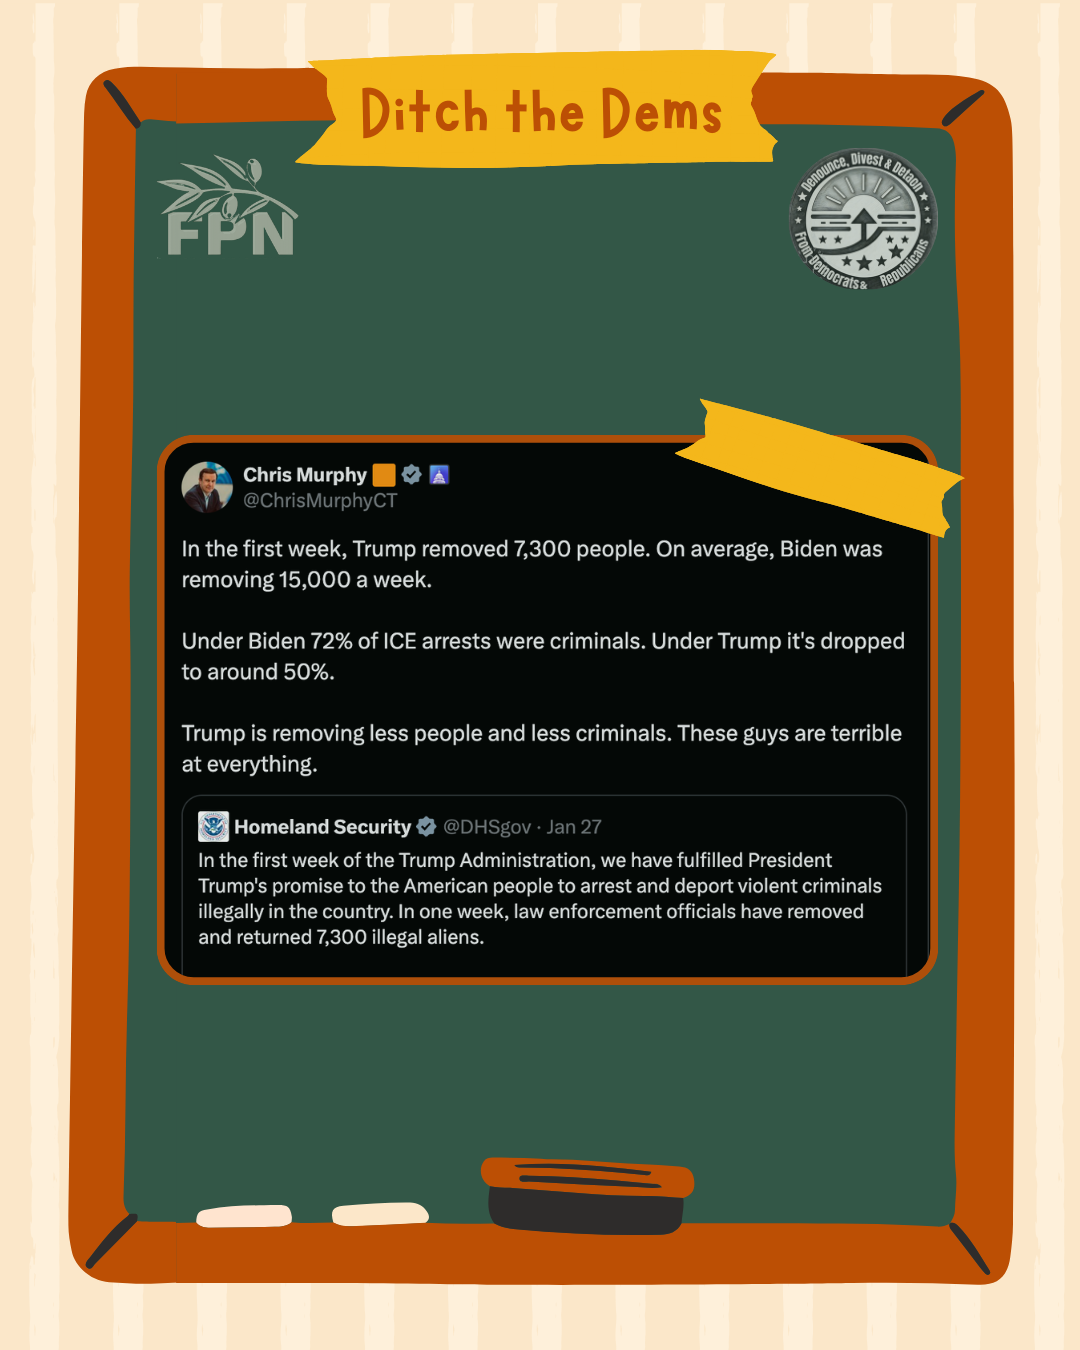 Ditch the Dems
FPN
Denounce, Divest & Detach
From Democrats & Republicans
Chris Murphy
@ChrisMurphyCT
In the first week, Trump removed 7,300 people. On average, Biden was
removing 15,000 a week.
Under Biden 72% of ICE arrests were criminals. Under Trump it's dropped
to around 50%.
Trump is removing less people and less criminals. These guys are terrible
at everything.
Homeland Security @DHSgov · Jan 27
In the first week of the Trump Administration, we have fulfilled President
Trump's promise to the American people to arrest and deport violent criminals
illegally in the country. In one week, law enforcement officials have removed
and returned 7,300 illegal aliens.